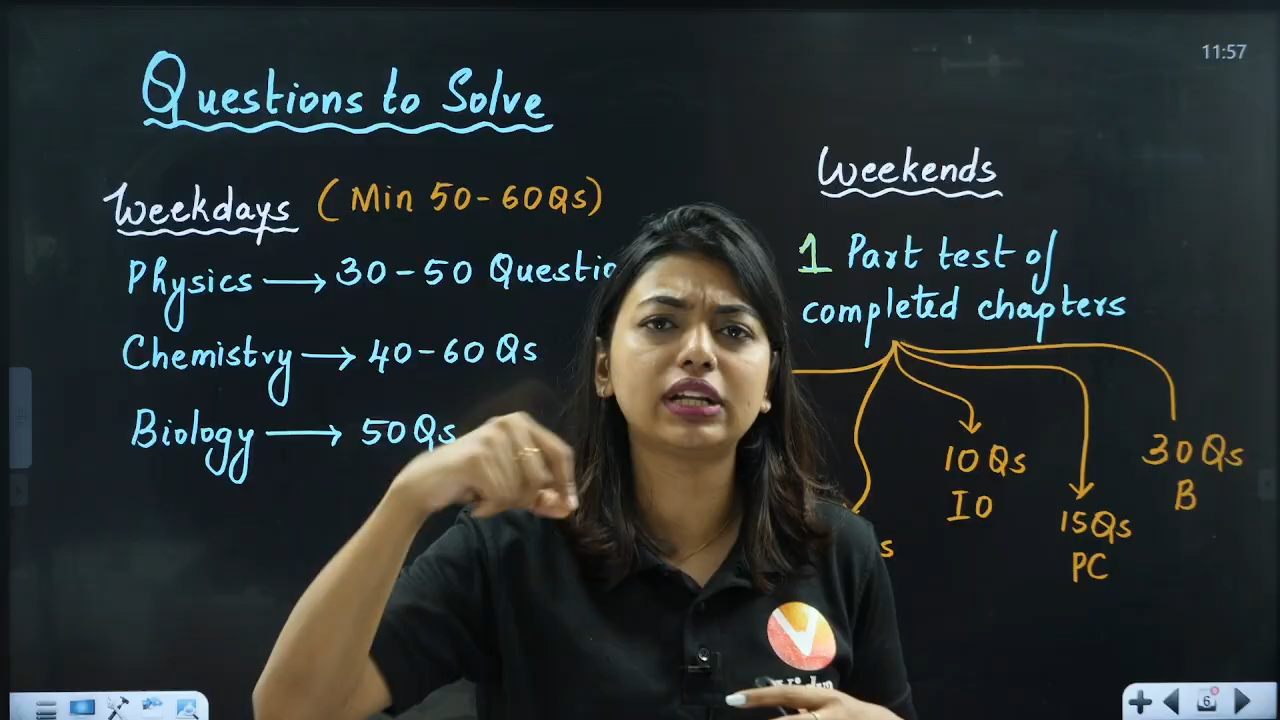 11:57
Questions to Solve
Weekdays (Min 50-60Qs)
Physics → 30-50 Questio
Chemistry → 40-60 Qs
Biology → 50Qs
Weekends
1 Part test of
completed chapters
10 Qs
IO
15Qs
PC
30 Qs
B
s
6